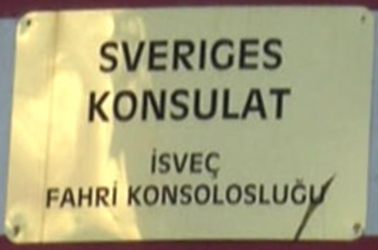 SVERIGES
KONSULAT
İSVEÇ
FAHRİ KONSOLOSLUĞU